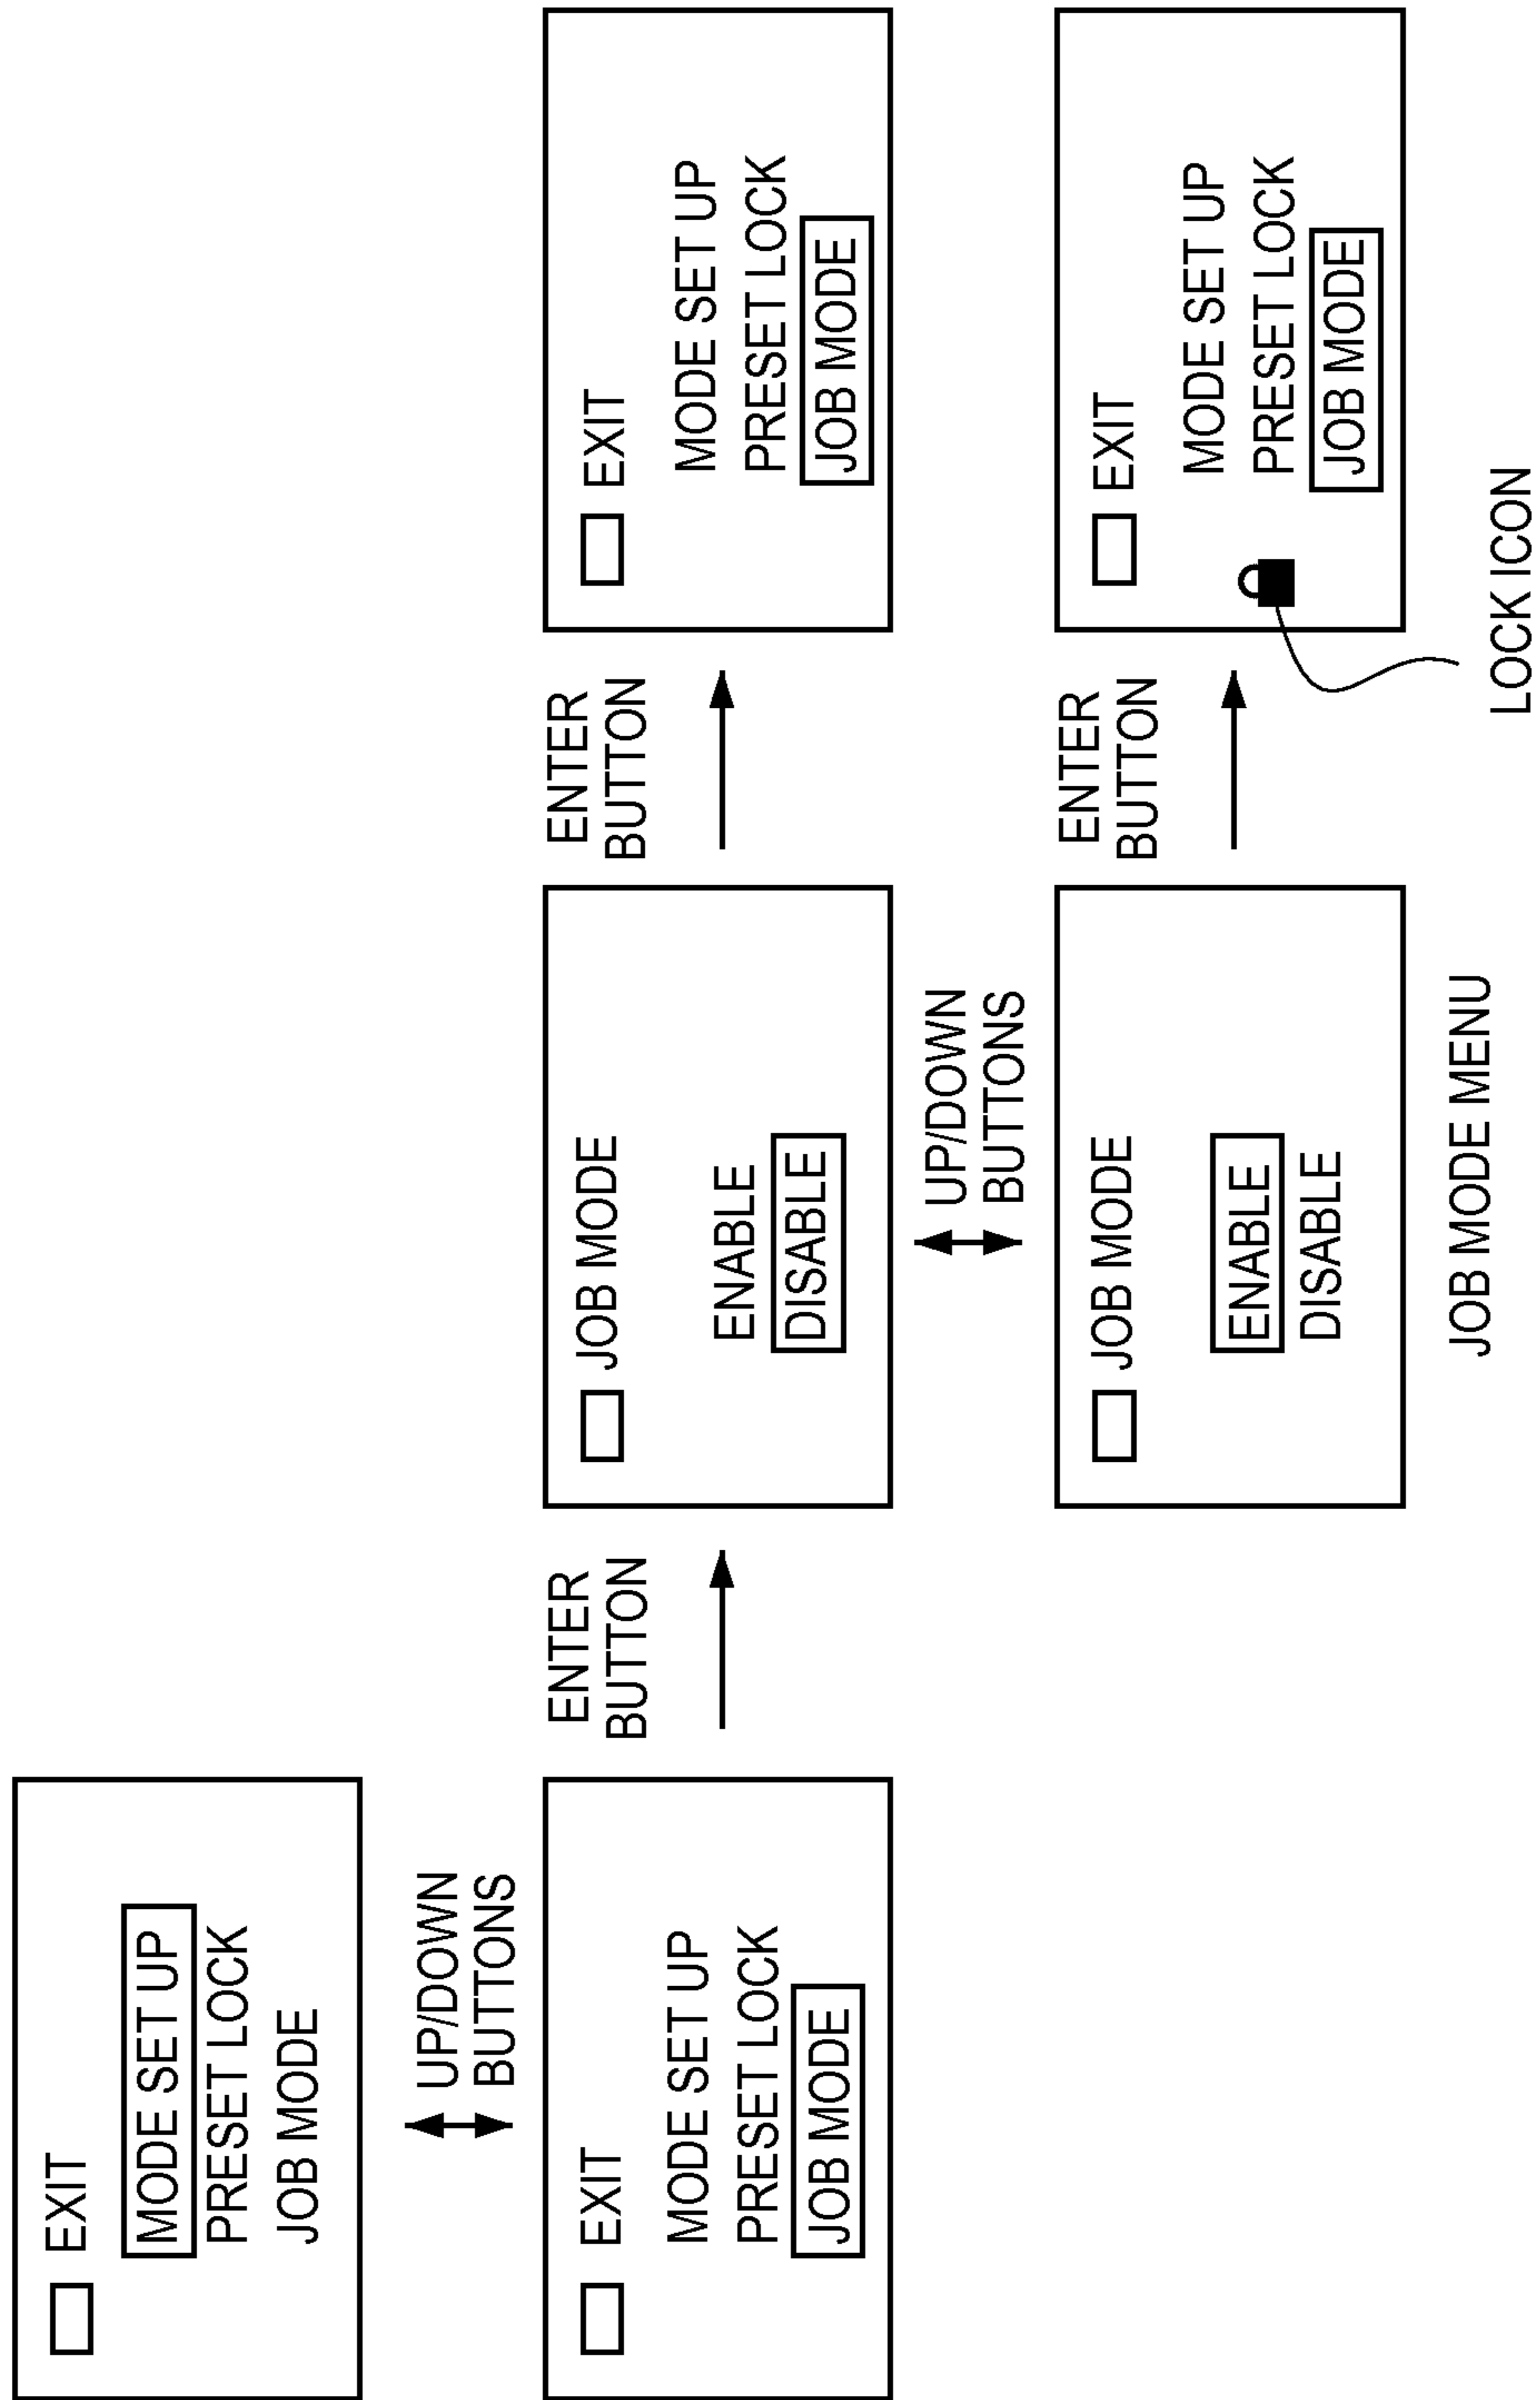 EXIT
MODE SET UP
PRESET LOCK
JOB MODE
UP/DOWN
BUTTONS
EXIT
MODE SET UP
PRESET LOCK
JOB MODE
ENTER
BUTTON
JOB MODE
ENABLE
DISABLE
ENTER
BUTTON
EXIT
MODE SET UP
PRESET LOCK
JOB MODE
UP/DOWN
BUTTONS
JOB MODE
ENABLE
DISABLE
ENTER
BUTTON
EXIT
MODE SET UP
PRESET LOCK
JOB MODE
JOB MODE MENU
LOCK ICON